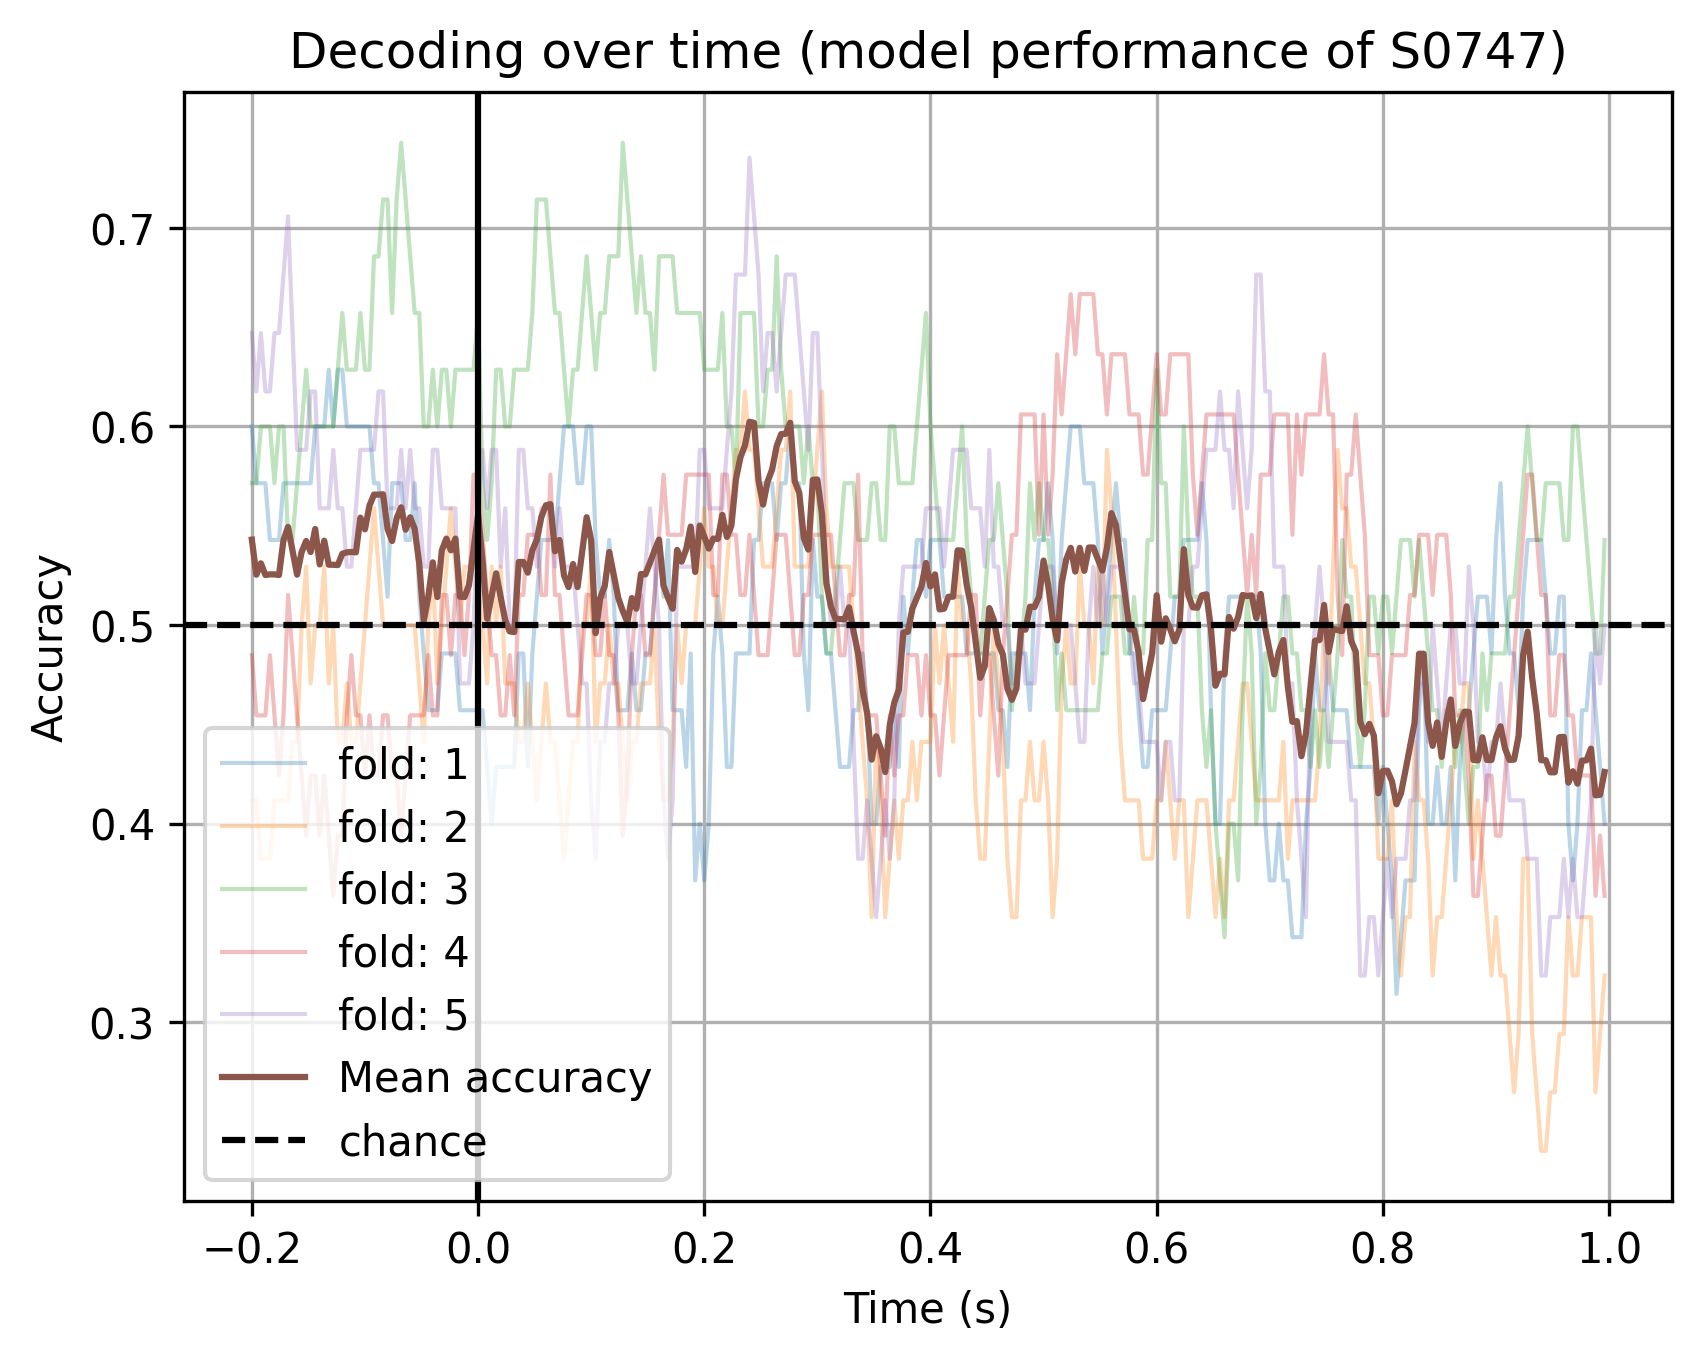 Decoding over time (model performance of S0747)
Accuracy
0.7
0.6
0.5
0.4
0.3
fold: 1
fold: 2
fold: 3
fold: 4
fold: 5
Mean accuracy
chance
−0.2 0.0 0.2 0.4 0.6 0.8 1.0
Time (s)